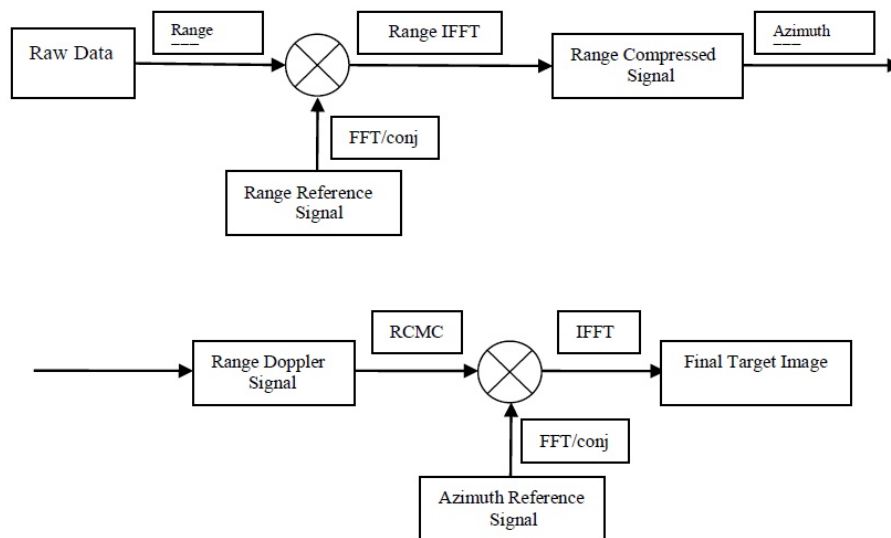 Raw Data
Range
Range IFFT
Range Compressed
Signal
Azimuth
FFT/conj
Range Reference
Signal
Range Doppler
Signal
RCMC
IFFT
Final Target Image
FFT/conj
Azimuth Reference
Signal